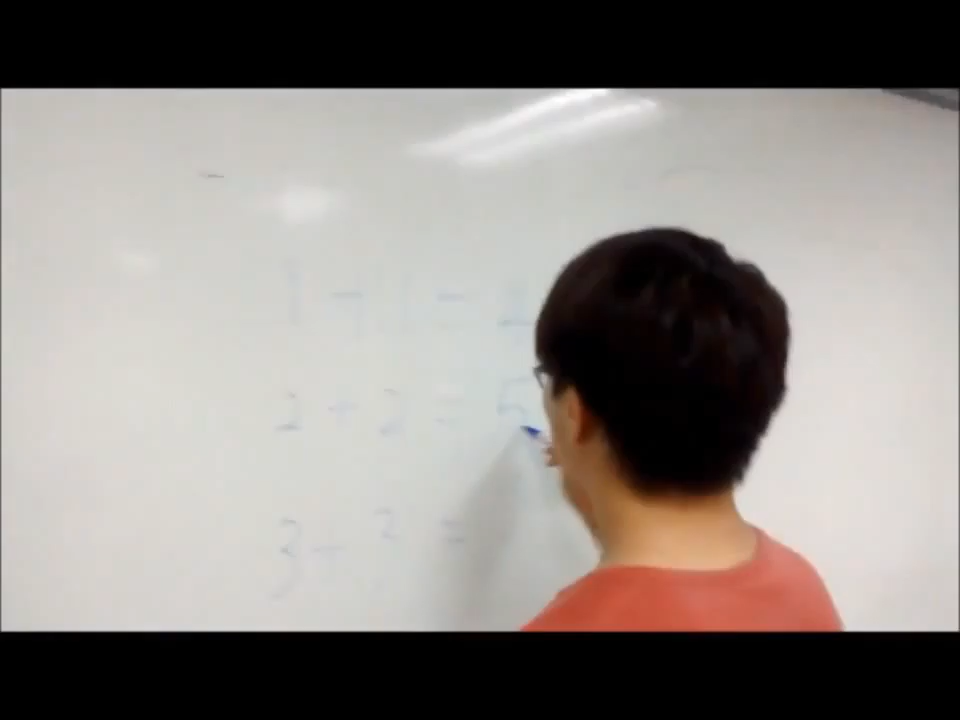 1 + 1 = 2
2 + 2 = 5
3 + 3 =